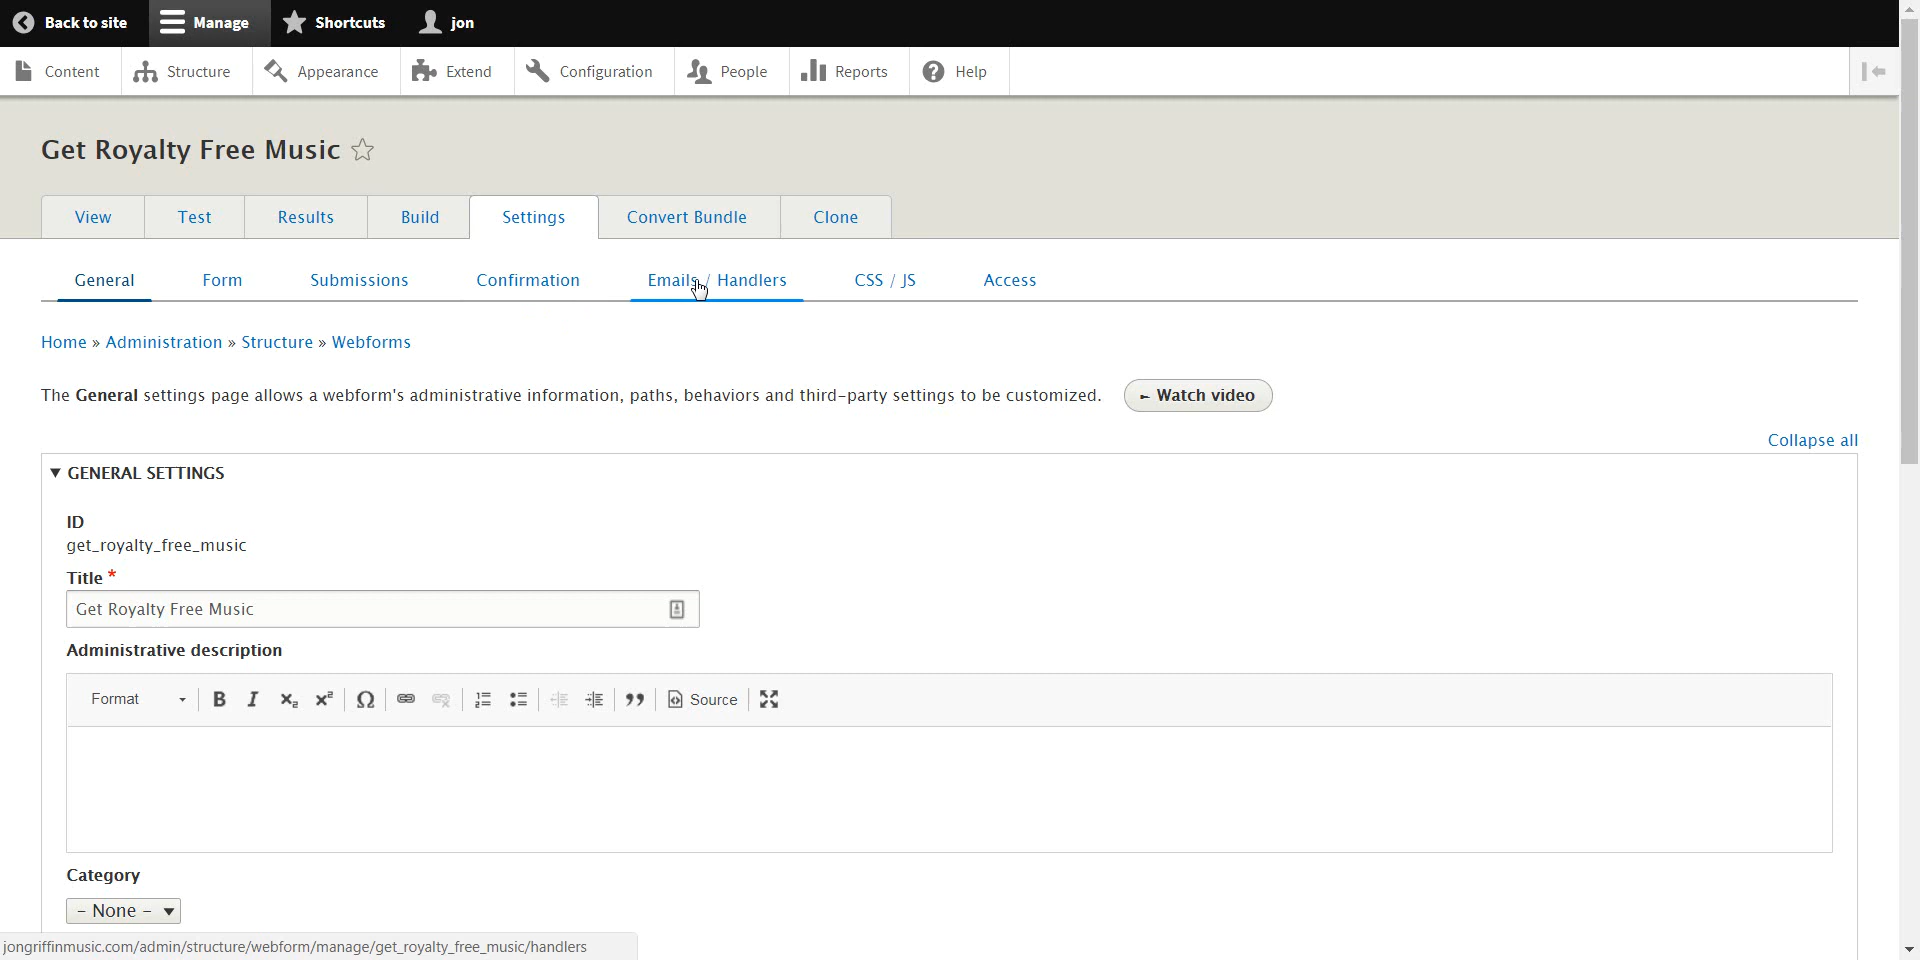 Back to site Manage Shortcuts jon
Content Structure Appearance Extend Configuration People Reports Help
Get Royalty Free Music
View Test Results Build Settings Convert Bundle Clone
General Form Submissions Confirmation Emails / Handlers CSS / JS Access
Home » Administration » Structure » Webforms
The General settings page allows a webform's administrative information, paths, behaviors and third-party settings to be customized. Watch video
Collapse all
GENERAL SETTINGS
ID
get_royalty_free_music
Title *
Get Royalty Free Music
Administrative description
Format B I x₂ x² Ω Source
Category
- None -
jongriffinmusic.com/admin/structure/webform/manage/get_royalty_free_music/handlers